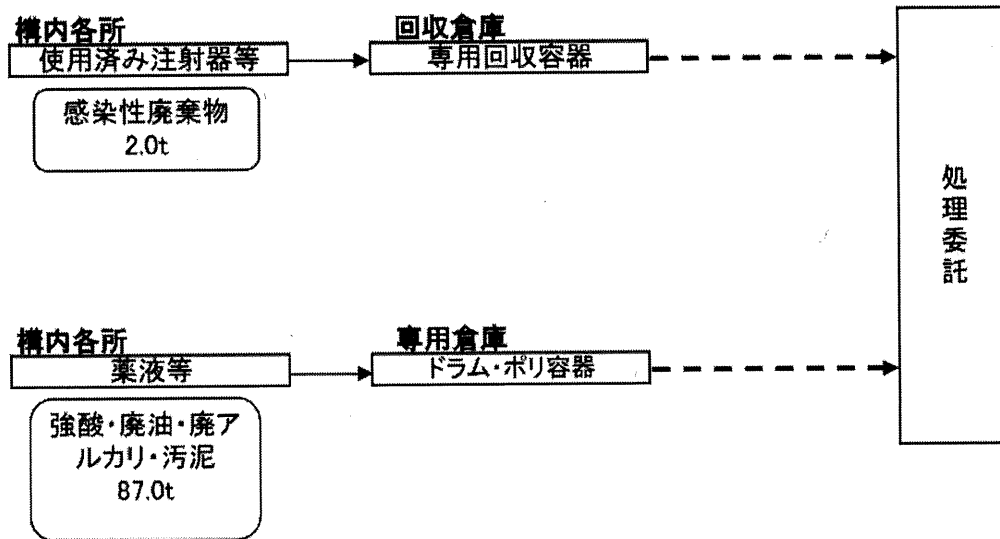 構内各所
使用済み注射器等
感染性廃棄物
2.0t
回収倉庫
専用回収容器
構内各所
薬液等
強酸・廃油・廃ア
ルカリ・汚泥
87.0t
専用倉庫
ドラム・ポリ容器
処理委託